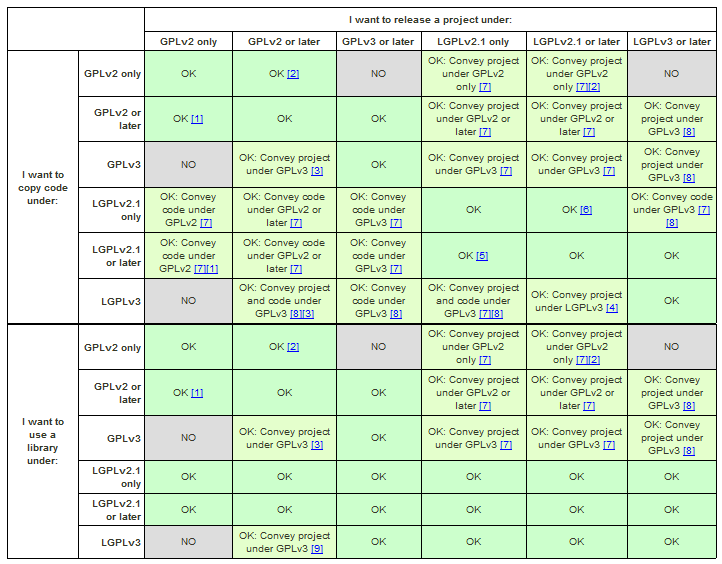 I want to release a project under:
GPLv2 only
GPLv2 or later
GPLv3 or later
LGPLv2.1 only
LGPLv2.1 or later
LGPLv3 or later
I want to
copy code
under:
GPLv2 only
OK
OK [2]
NO
OK: Convey project
under GPLv2
only [7]
OK: Convey project
under GPLv2
only [7][2]
NO
GPLv2 or
later
OK [1]
OK
OK
OK: Convey project
under GPLv2 or
later [7]
OK: Convey project
under GPLv2 or
later [7]
OK: Convey
project under
GPLv3 [8]
GPLv3
NO
OK: Convey project
under GPLv3 [3]
OK
OK: Convey project
under GPLv3 [7]
OK: Convey project
under GPLv3 [7]
OK: Convey
project under
GPLv3 [8]
LGPLv2.1
only
OK: Convey
code under
GPLv2 [7]
OK: Convey code
under GPLv2 or
later [7]
OK: Convey
code under
GPLv3 [7]
OK
OK [6]
OK: Convey code
under GPLv3 [7]
[8]
LGPLv2.1
or later
OK: Convey
code under
GPLv2 [7][1]
OK: Convey code
under GPLv2 or
later [7]
OK: Convey
code under
GPLv3 [7]
OK [5]
OK
OK
LGPLv3
NO
OK: Convey project
and code under
GPLv3 [8][3]
OK: Convey
code under
GPLv3 [8]
OK: Convey project
and code under
GPLv3 [7][8]
OK: Convey project
under LGPLv3 [4]
OK
I want to
use a
library
under:
GPLv2 only
OK
OK [2]
NO
OK: Convey project
under GPLv2
only [7]
OK: Convey project
under GPLv2
only [7][2]
NO
GPLv2 or
later
OK [1]
OK
OK
OK: Convey project
under GPLv2 or
later [7]
OK: Convey project
under GPLv2 or
later [7]
OK: Convey
project under
GPLv3 [8]
GPLv3
NO
OK: Convey project
under GPLv3 [3]
OK
OK: Convey project
under GPLv3 [7]
OK: Convey project
under GPLv3 [7]
OK: Convey
project under
GPLv3 [8]
LGPLv2.1
only
OK
OK
OK
OK
OK
OK
LGPLv2.1
or later
OK
OK
OK
OK
OK
OK
LGPLv3
NO
OK: Convey project
under GPLv3 [9]
OK
OK
OK
OK